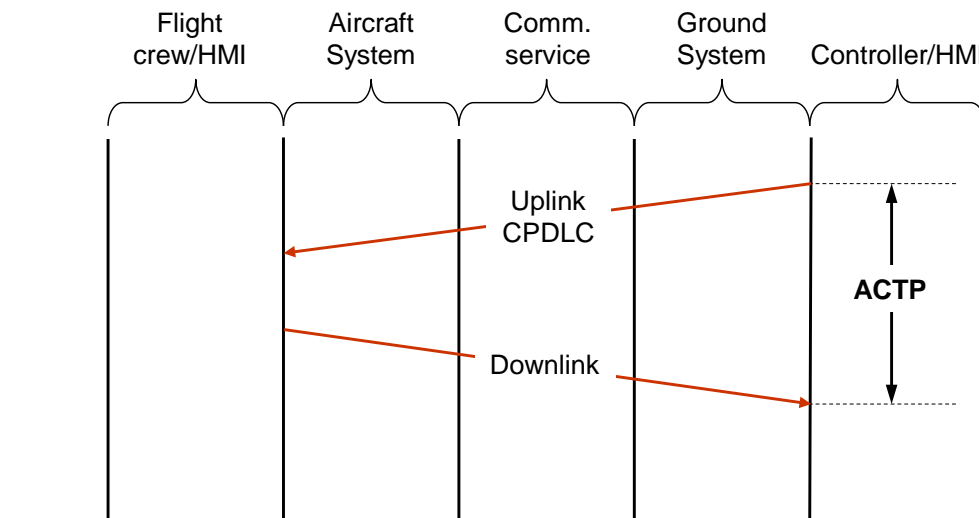 Flight
crew/HMI
Aircraft
System
Comm.
service
Ground
System
Controller/HMI
Uplink
CPDLC
ACTP
Downlink